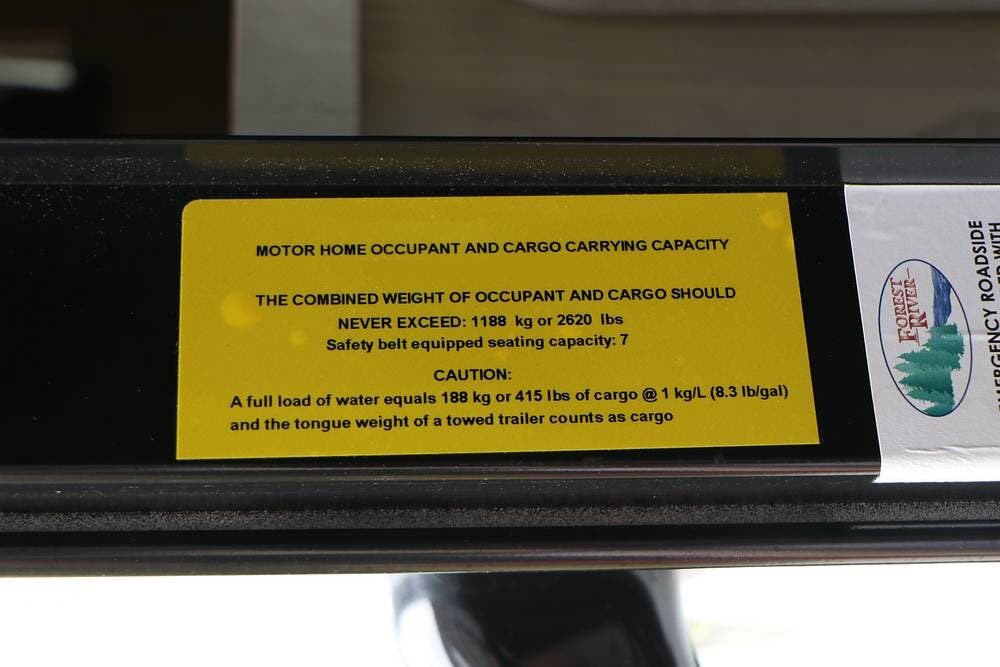 MOTOR HOME OCCUPANT AND CARGO CARRYING CAPACITY
THE COMBINED WEIGHT OF OCCUPANT AND CARGO SHOULD
NEVER EXCEED: 1188 kg or 2620 lbs
Safety belt equipped seating capacity: 7
CAUTION:
A full load of water equals 188 kg or 415 lbs of cargo @ 1 kg/L (8.3 lb/gal)
and the tongue weight of a towed trailer counts as cargo
FOREST
RIVER
ROADSIDE
WITH